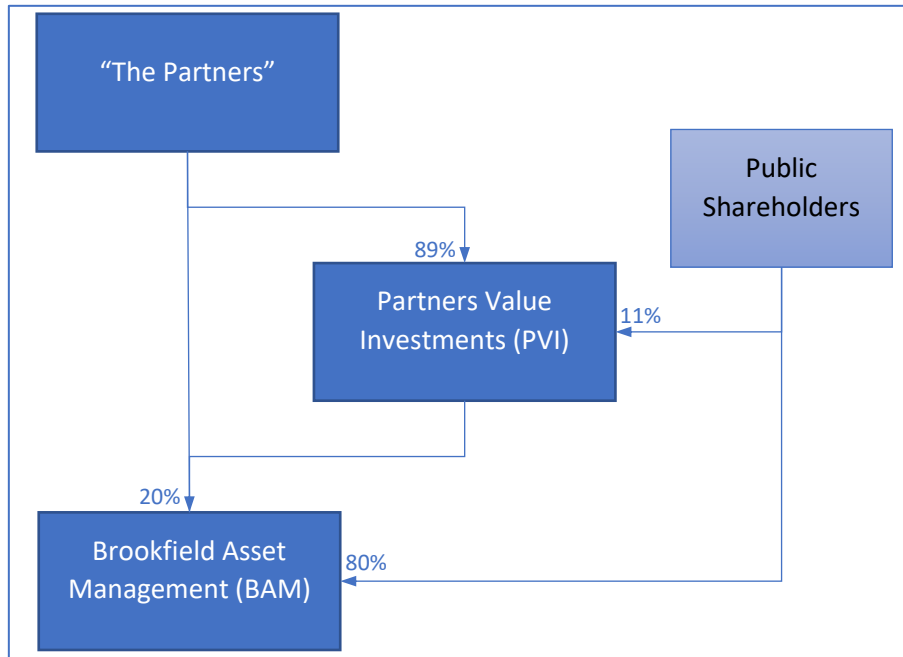 “The Partners”
Public
Shareholders
89%
Partners Value
Investments (PVI)
11%
20%
Brookfield Asset
Management (BAM)
80%